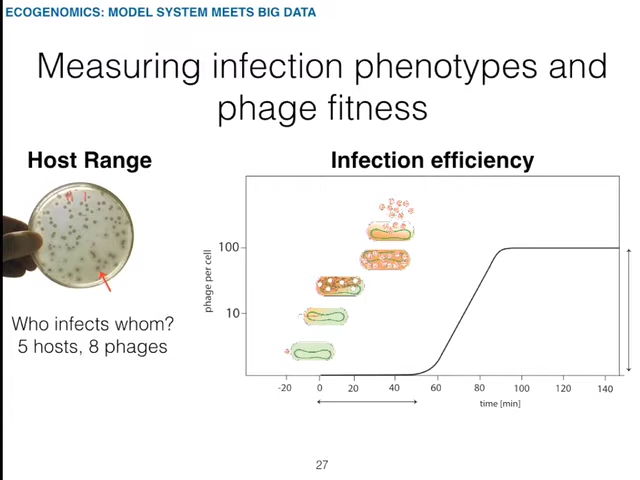 ECOGENOMICS: MODEL SYSTEM MEETS BIG DATA
Measuring infection phenotypes and
phage fitness
Host Range
Infection efficiency
Who infects whom?
5 hosts, 8 phages
phage per cell
100
10
-20 0 20 40 60 80 100 120 140
time [min]
27